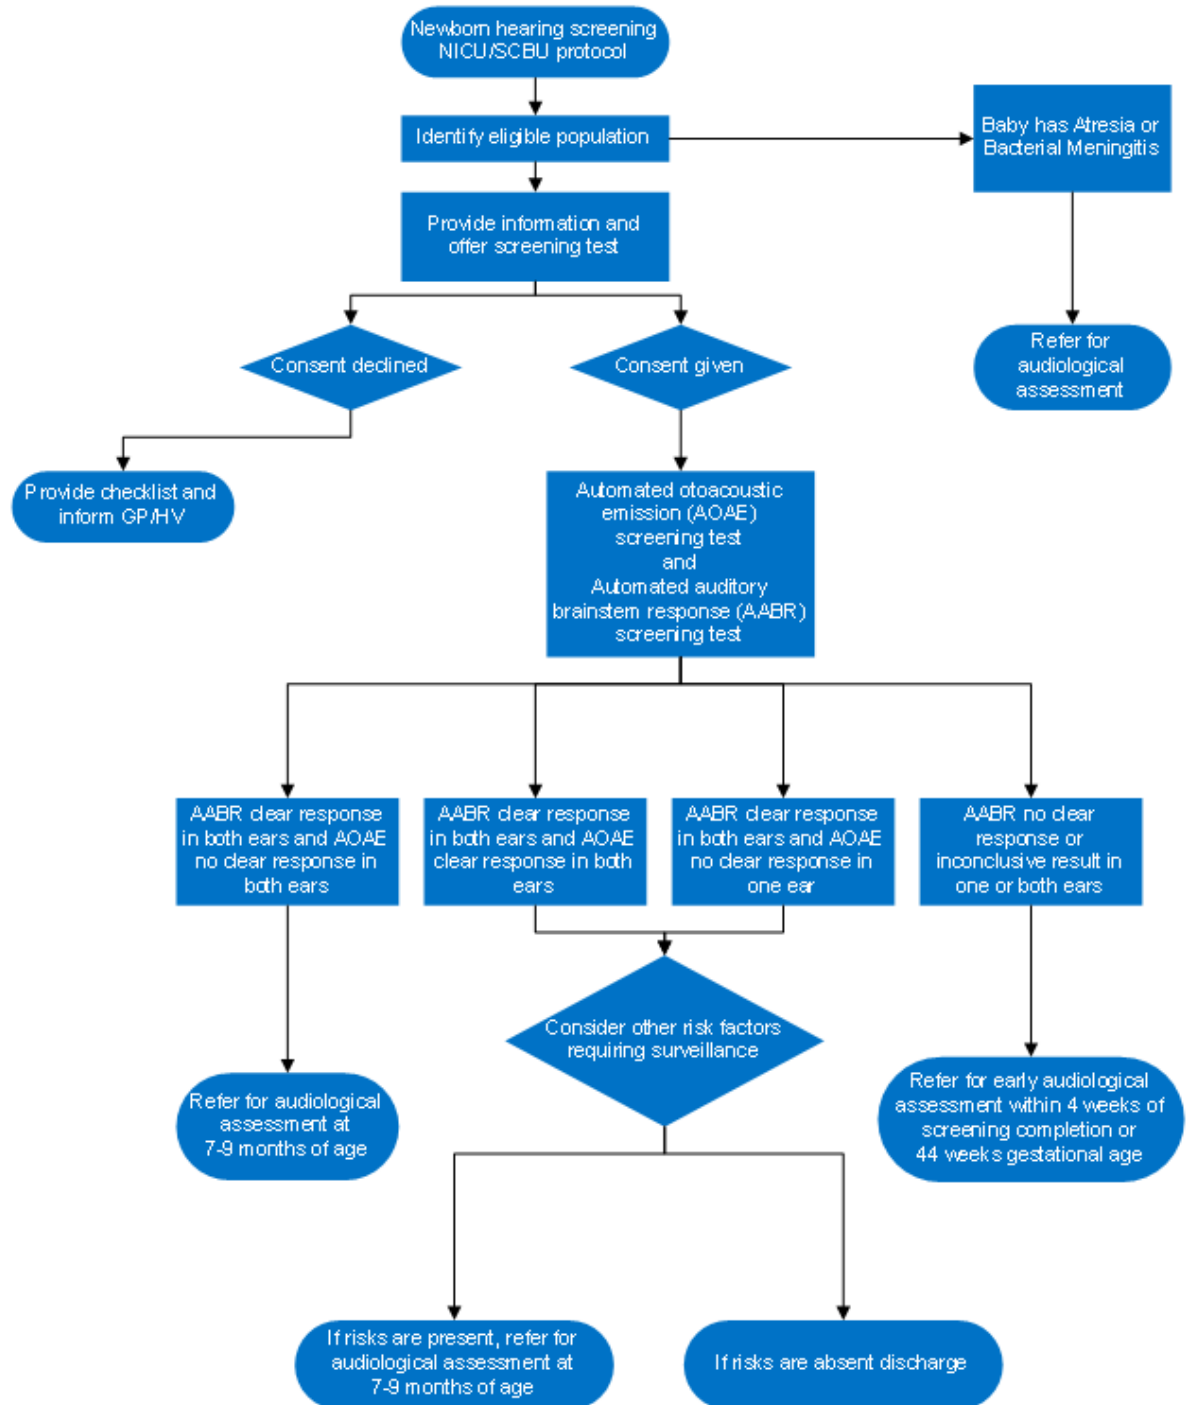 Newborn hearing screening
NICU/SCBU protocol
Identify eligible population
Baby has Atresia or
Bacterial Meningitis
Provide information and
offer screening test
Consent declined
Consent given
Refer for
audiological
assessment
Provide checklist and
inform GP/HV
Automated otoacoustic
emission (AOAE)
screening test
and
Automated auditory
brainstem response (AABR)
screening test
AABR clear response
in both ears and AOAE
no clear response in
both ears
AABR clear response
in both ears and AOAE
clear response in both
ears
AABR clear response
in both ears and AOAE
no clear response in
one ear
AABR no clear
response or
inconclusive result in
one or both ears
Consider other risk factors
requiring surveillance
Refer for audiological
assessment at
7-9 months of age
Refer for early audiological
assessment within 4 weeks of
screening completion or
44 weeks gestational age
If risks are present, refer for
audiological assessment at
7-9 months of age
If risks are absent discharge